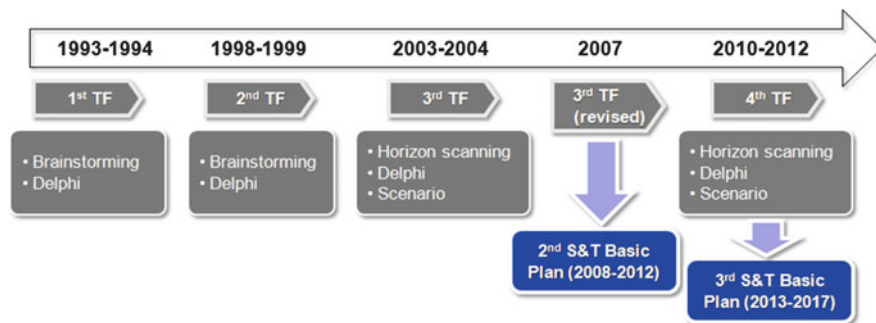 1993-1994 1998-1999 2003-2004 2007 2010-2012
1st TF 2nd TF 3rd TF 3rd TF (revised) 4th TF
• Brainstorming
• Delphi
• Brainstorming
• Delphi
• Horizon scanning
• Delphi
• Scenario
• Horizon scanning
• Delphi
• Scenario
2nd S&T Basic
Plan (2008-2012)
3rd S&T Basic
Plan (2013-2017)